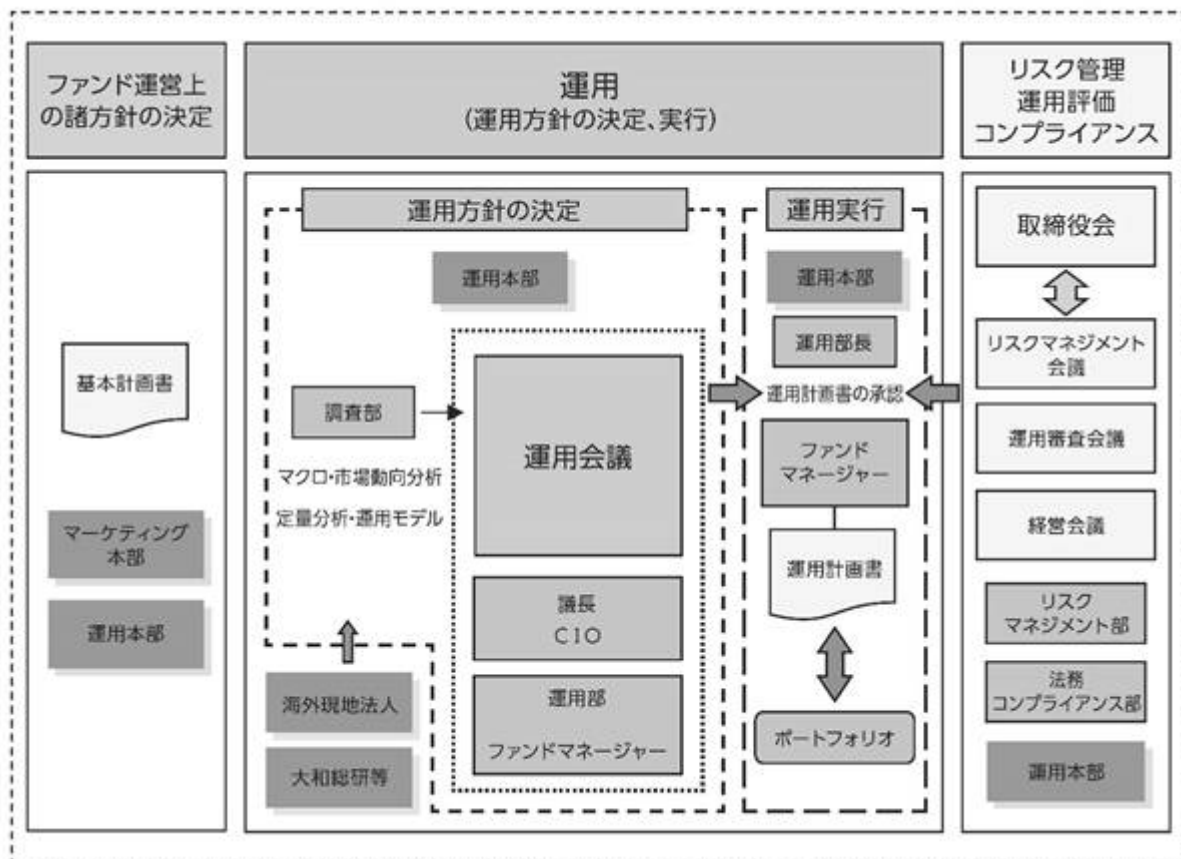 ファンド運営上
の諸方針の決定
運用
(運用方針の決定、実行)
リスク管理
運用評価
コンプライアンス
基本計画書
マーケティング
本部
運用本部
運用方針の決定
運用本部
調査部
マクロ・市場動向分析
定量分析・運用モデル
運用会議
議長
CIO
運用部
ファンドマネージャー
海外現地法人
大和総研等
運用実行
運用本部
運用部長
運用計画書の承認
ファンド
マネージャー
運用計画書
ポートフォリオ
取締役会
リスクマネジメント
会議
運用審査会議
経営会議
リスク
マネジメント部
法務
コンプライアンス部
運用本部